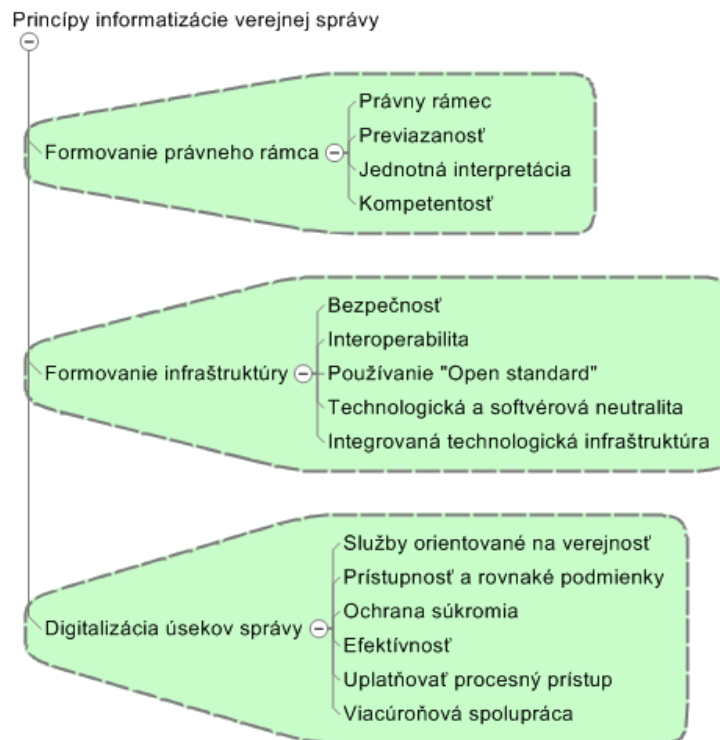 Princípy informatizácie verejnej správy
Formovanie právneho rámca
Právny rámec
Previazanosť
Jednotná interpretácia
Kompetentosť
Formovanie infraštruktúry
Bezpečnosť
Interoperabilita
Používanie "Open standard"
Technologická a softvérová neutralita
Integrovaná technologická infraštruktúra
Digitalizácia úsekov správy
Služby orientované na verejnosť
Prístupnosť a rovnaké podmienky
Ochrana súkromia
Efektívnosť
Uplatňovať procesný prístup
Viacúroňová spolupráca